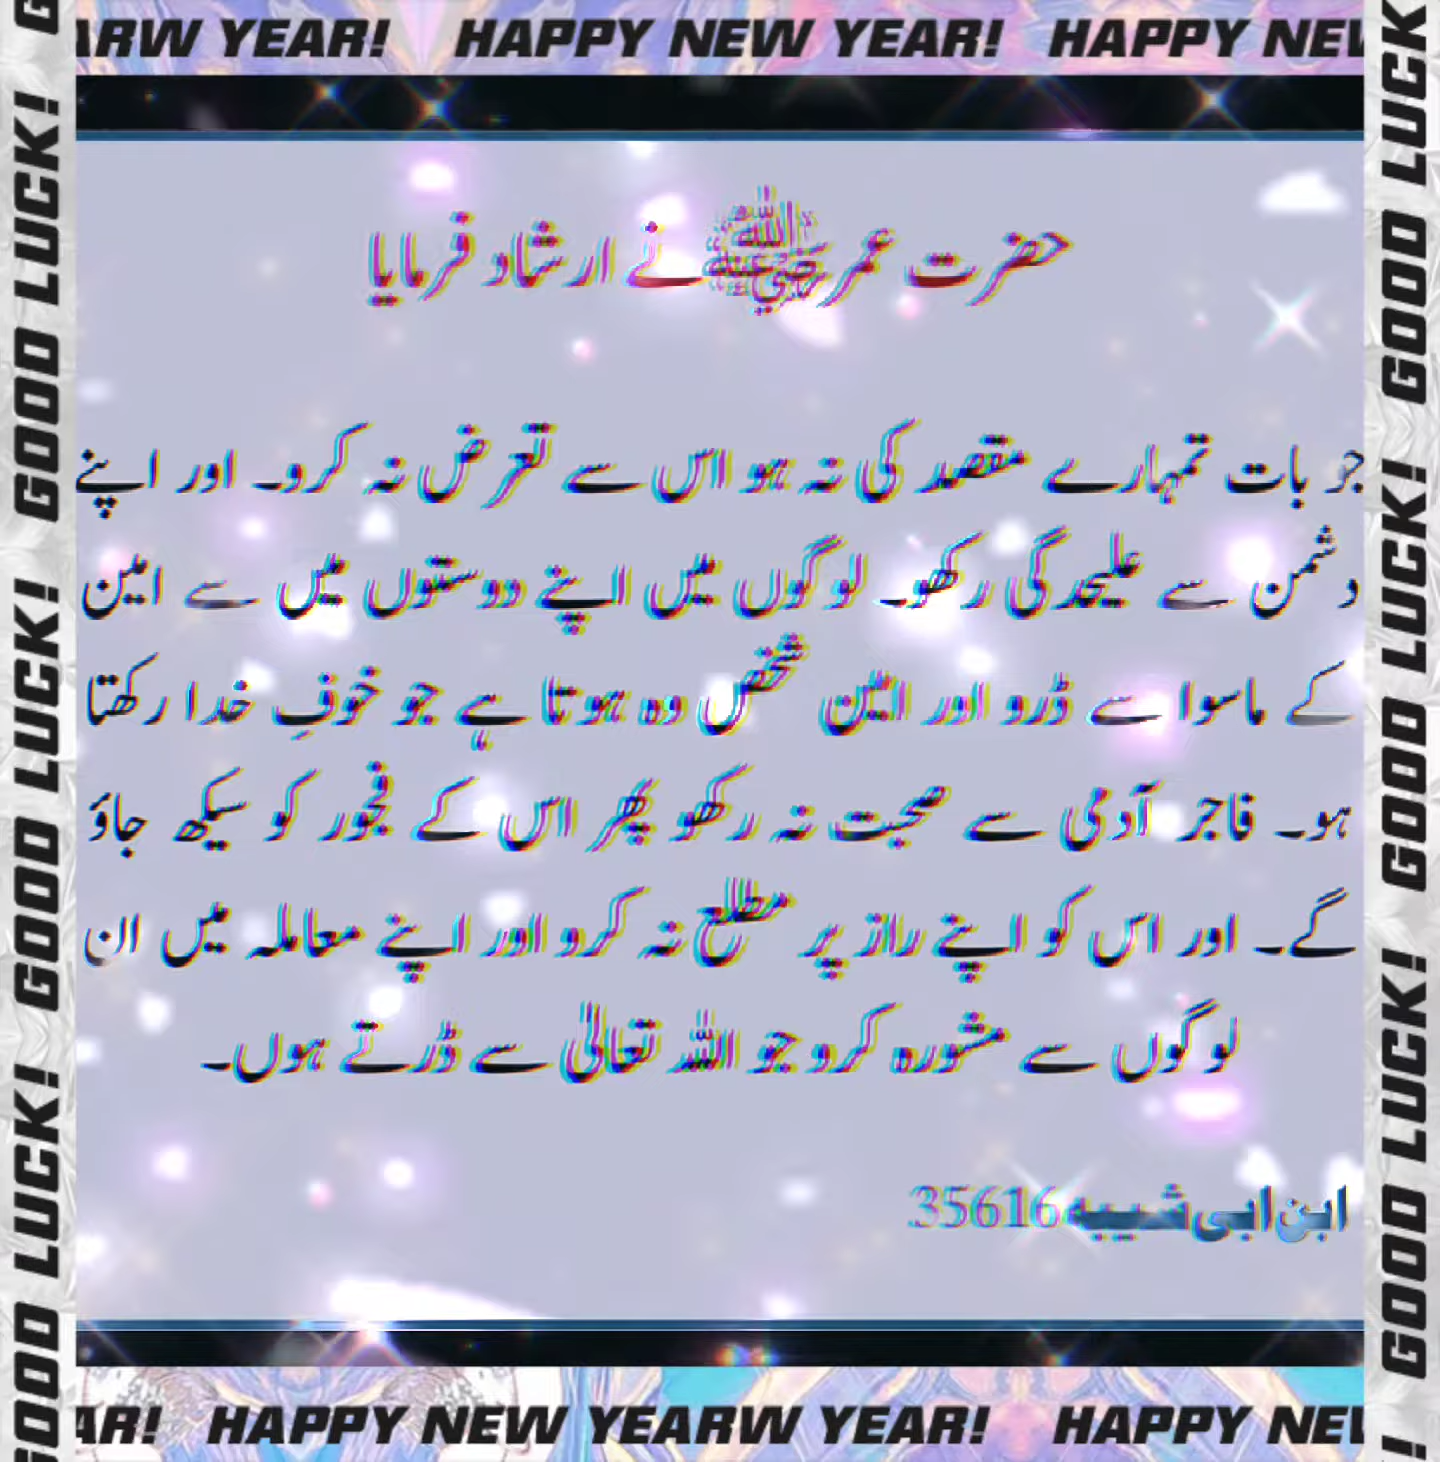 ARW YEAR! HAPPY NEW YEAR! HAPPY NEW
حضرت عمر رضی اللہ عنہ نے ارشاد فرمایا
جو بات تمہارے مقصد کی نہ ہو اس سے تعرض نہ کرو۔ اور اپنے
دشمن سے علیحدگی رکھو۔ لوگوں میں اپنے دوستوں میں سے امین
کے ماسوا سے ڈرو اور امین شخص وہ ہوتا ہے جو خوفِ خدا رکھتا
ہو۔ فاجر آدمی سے صحبت نہ رکھو پھر اس کے فجور کو سیکھ جاؤ
گے۔ اور اس کو اپنے راز پر مطلع نہ کرو اور اپنے معاملہ میں ان
لوگوں سے مشورہ کرو جو اللہ تعالیٰ سے ڈرتے ہوں۔
ابن ابی شیبہ 35616
AR! HAPPY NEW YEARW YEAR! HAPPY NEW
GOOD LUCK! GOOD LUCK! GOOD LUCK!
GOOD LUCK! GOOD LUCK! GOOD LUCK!